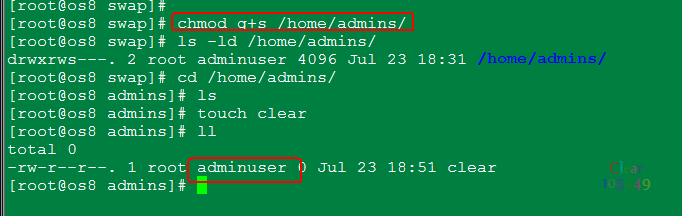 [root@os8 swap]#
[root@os8 swap]# chmod g+s /home/admins/
[root@os8 swap]# ls -ld /home/admins/
drwxrws---. 2 root adminuser 4096 Jul 23 18:31 /home/admins/
[root@os8 swap]# cd /home/admins/
[root@os8 admins]# ls
[root@os8 admins]# touch clear
[root@os8 admins]# ll
total 0
-rw-r--r--. 1 root adminuser 0 Jul 23 18:51 clear
[root@os8 admins]#
Clear
105-49